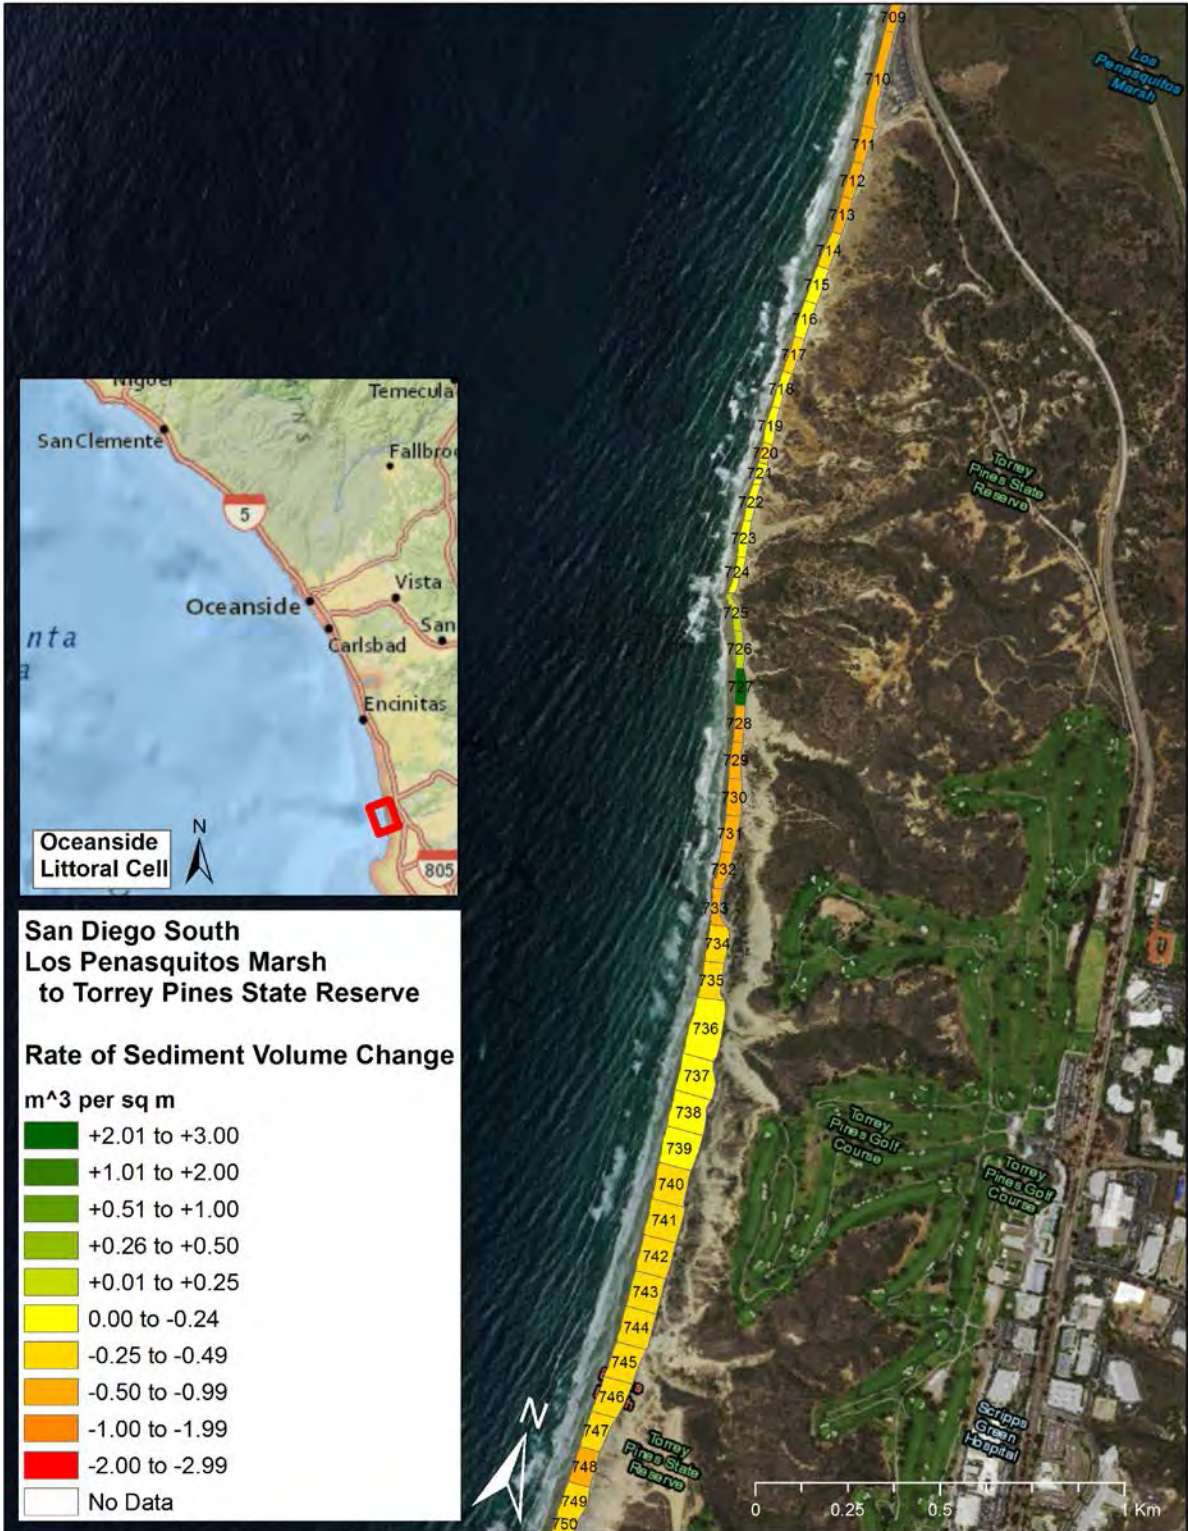 709
Los
Penasquitos
Marsh
710
711
712
713
714
715
716
717
718
719
720
721
722
723
724
725
726
727
728
729
730
731
732
733
734
735
736
737
738
739
740
741
742
743
744
745
746
747
748
749
750
Torrey
Pines State
Reserve
Torrey
Pines Golf
Course
Torrey
Pines Golf
Course
Scripps
Green
Hospital
Torrey
Pines State
Reserve
N
0 0.25 0.5 1 Km
Temecula
San Clemente
Fallbroo
5
Vista
Oceanside
San
Carlsbad
nta
a
Encinitas
N
Oceanside
Littoral Cell
805
San Diego South
Los Penasquitos Marsh
to Torrey Pines State Reserve
Rate of Sediment Volume Change
m^3 per sq m
+2.01 to +3.00
+1.01 to +2.00
+0.51 to +1.00
+0.26 to +0.50
+0.01 to +0.25
0.00 to -0.24
-0.25 to -0.49
-0.50 to -0.99
-1.00 to -1.99
-2.00 to -2.99
No Data